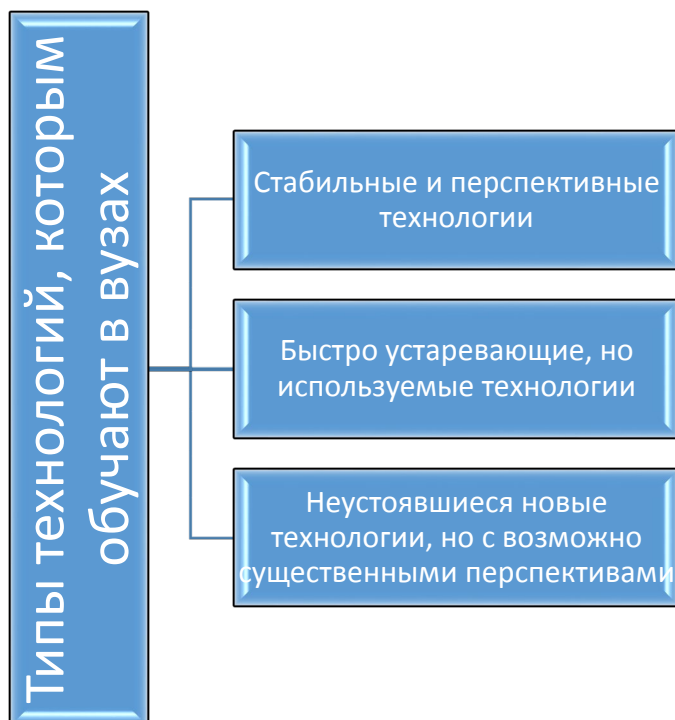 Типы технологий, которым
обучают в вузах
Стабильные и перспективные
технологии
Быстро устаревающие, но
используемые технологии
Неустоявшиеся новые
технологии, но с возможно
существенными перспективами